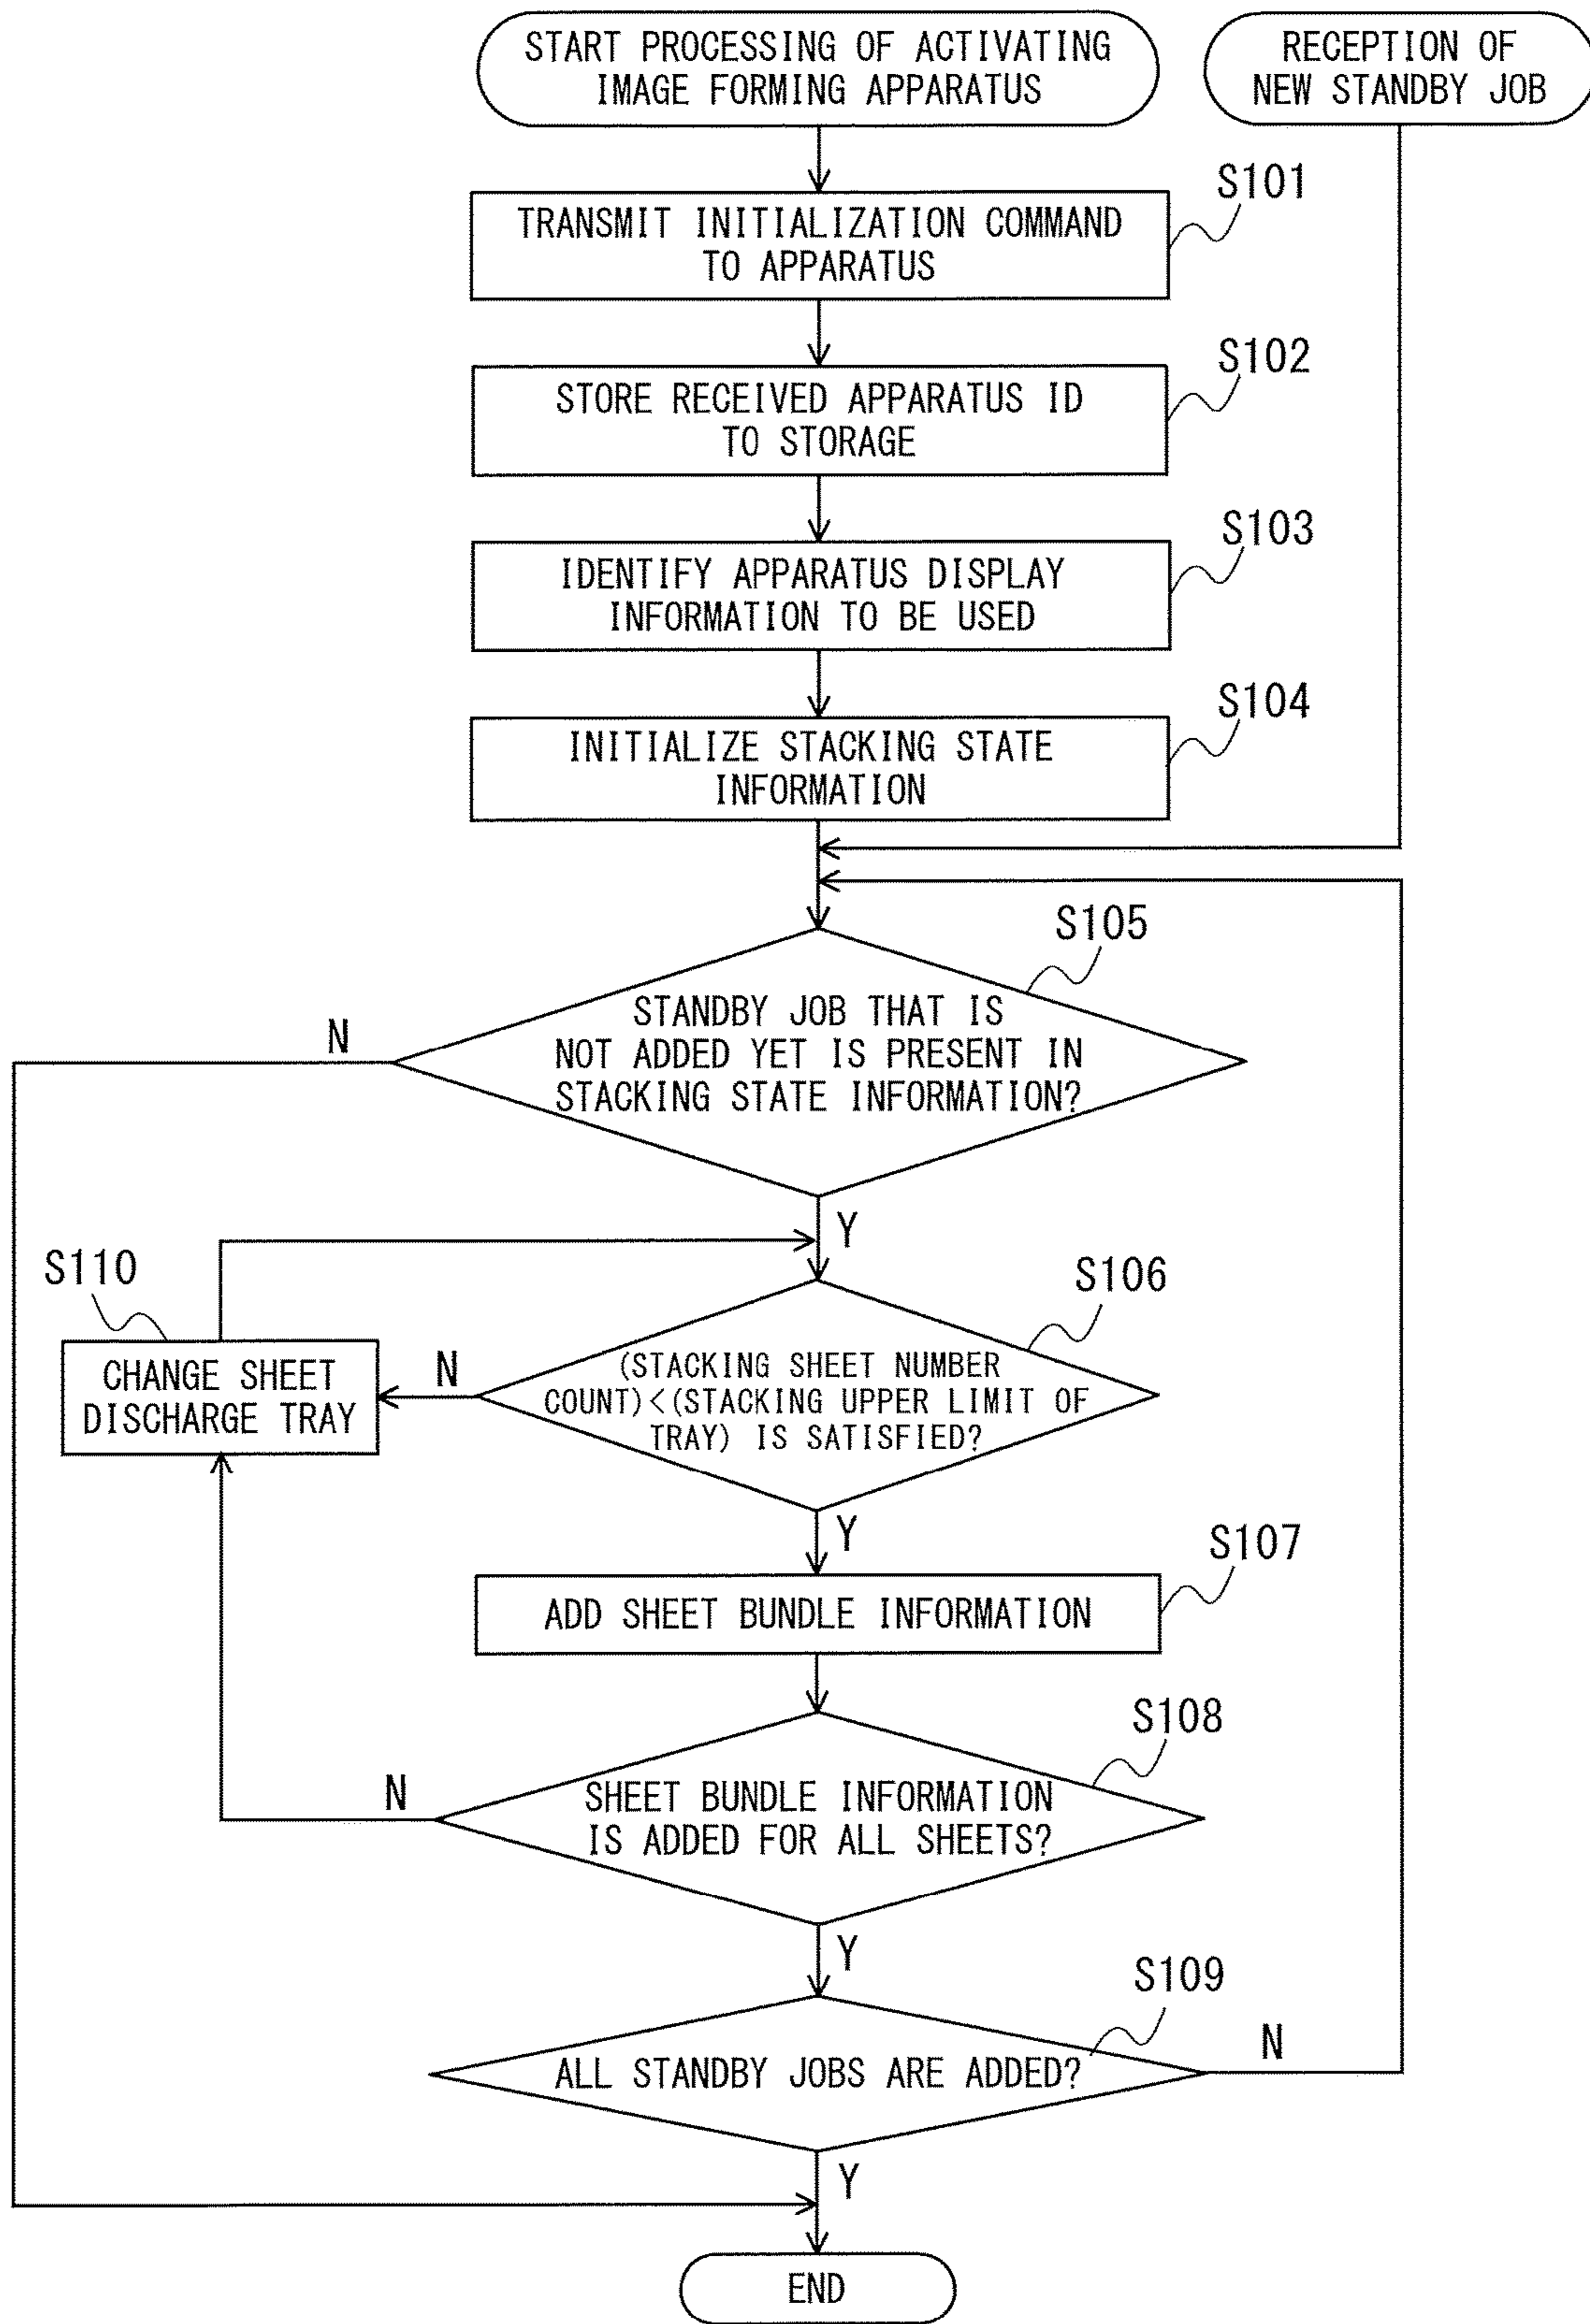 START PROCESSING OF ACTIVATING
IMAGE FORMING APPARATUS
RECEPTION OF
NEW STANDBY JOB
S101
TRANSMIT INITIALIZATION COMMAND
TO APPARATUS
S102
STORE RECEIVED APPARATUS ID
TO STORAGE
S103
IDENTIFY APPARATUS DISPLAY
INFORMATION TO BE USED
S104
INITIALIZE STACKING STATE
INFORMATION
S105
STANDBY JOB THAT IS
NOT ADDED YET IS PRESENT IN
STACKING STATE INFORMATION?
N
Y
S110
CHANGE SHEET
DISCHARGE TRAY
N
S106
(STACKING SHEET NUMBER
COUNT)<(STACKING UPPER LIMIT OF
TRAY) IS SATISFIED?
Y
S107
ADD SHEET BUNDLE INFORMATION
S108
N
SHEET BUNDLE INFORMATION
IS ADDED FOR ALL SHEETS?
Y
S109
ALL STANDBY JOBS ARE ADDED?
N
Y
END